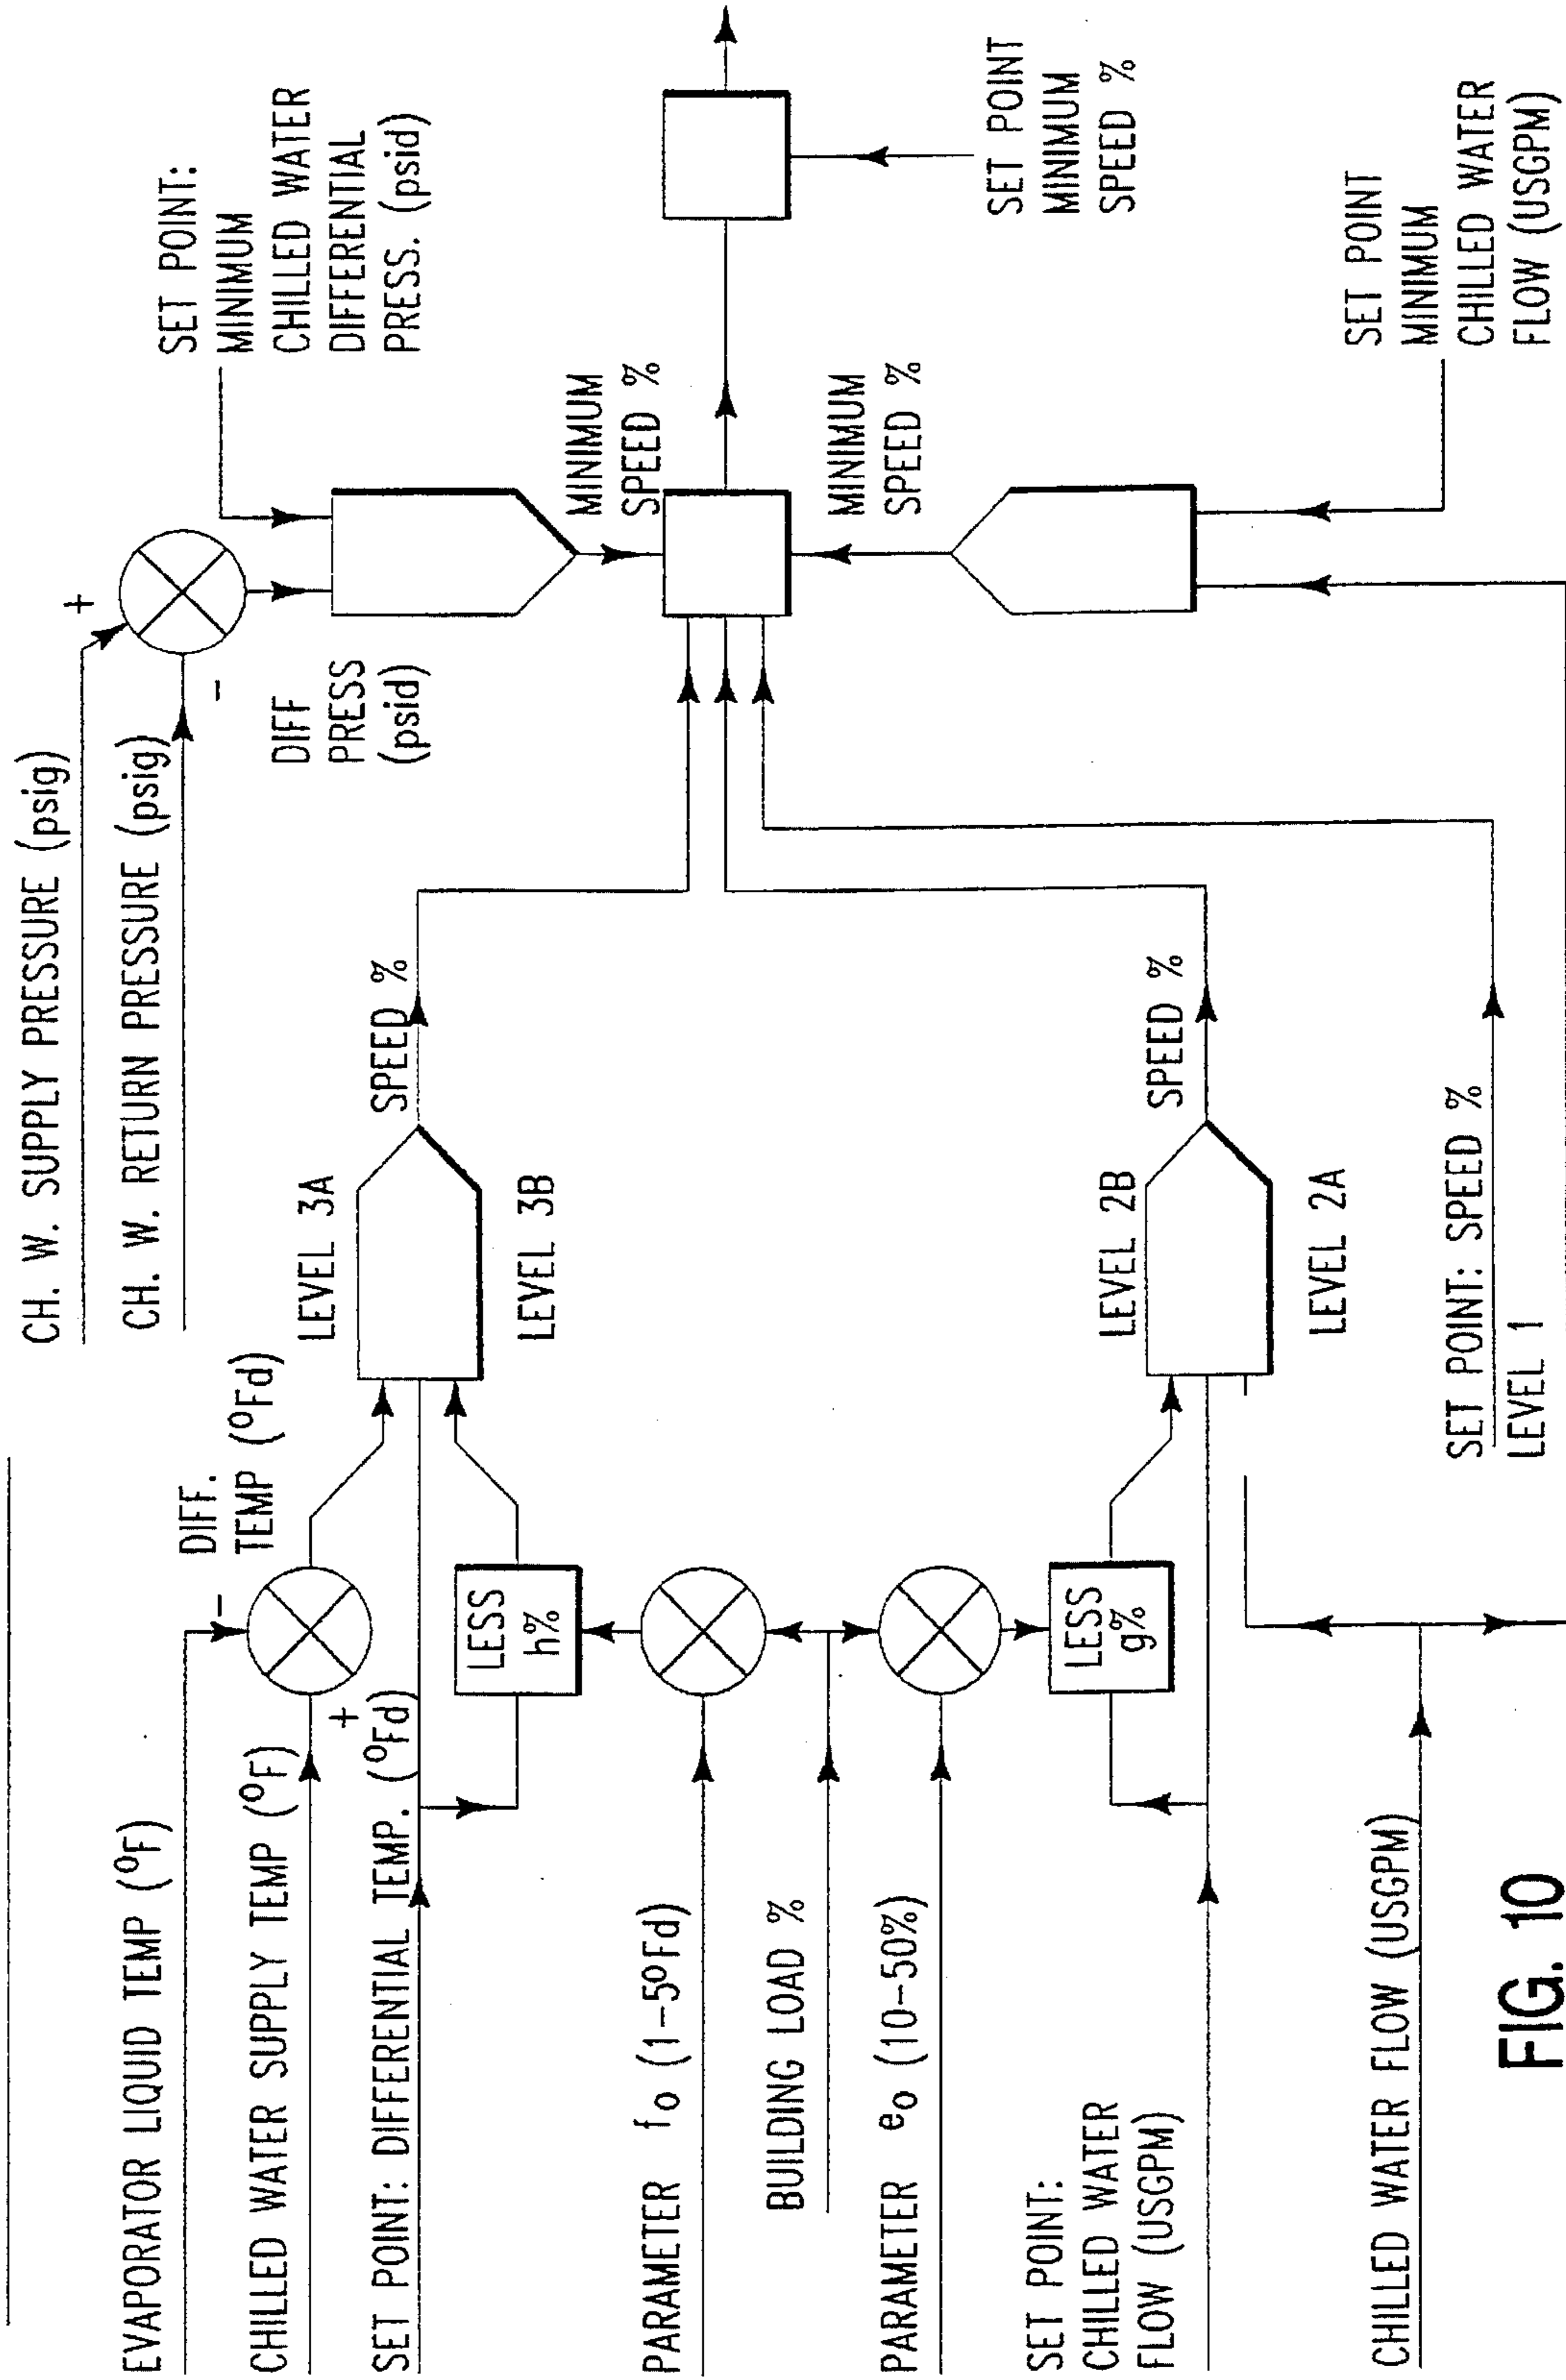 CH. W. SUPPLY PRESSURE (psig)
+
CH. W. RETURN PRESSURE (psig)
-
SET POINT:
MINIMUM
CHILLED WATER
DIFFERENTIAL
PRESS. (psid)
DIFF
PRESS
(psid)
EVAPORATOR LIQUID TEMP (°F)
-
DIFF.
TEMP (°Fd)
CHILLED WATER SUPPLY TEMP (°F)
+
SET POINT: DIFFERENTIAL TEMP. (°Fd)
LEVEL 3A
LEVEL 3B
SPEED %
LESS
h%
MINIMUM
SPEED %
PARAMETER f₀ (1-5°Fd)
BUILDING LOAD %
PARAMETER e₀ (10-50%)
MINIMUM
SPEED %
SET POINT
MINIMUM
SPEED %
LESS
g%
SET POINT:
CHILLED WATER
FLOW (USGPM)
LEVEL 2B
LEVEL 2A
SPEED %
CHILLED WATER FLOW (USGPM)
SET POINT: SPEED %
LEVEL 1
SET POINT
MINIMUM
CHILLED WATER
FLOW (USGPM)
FIG. 10